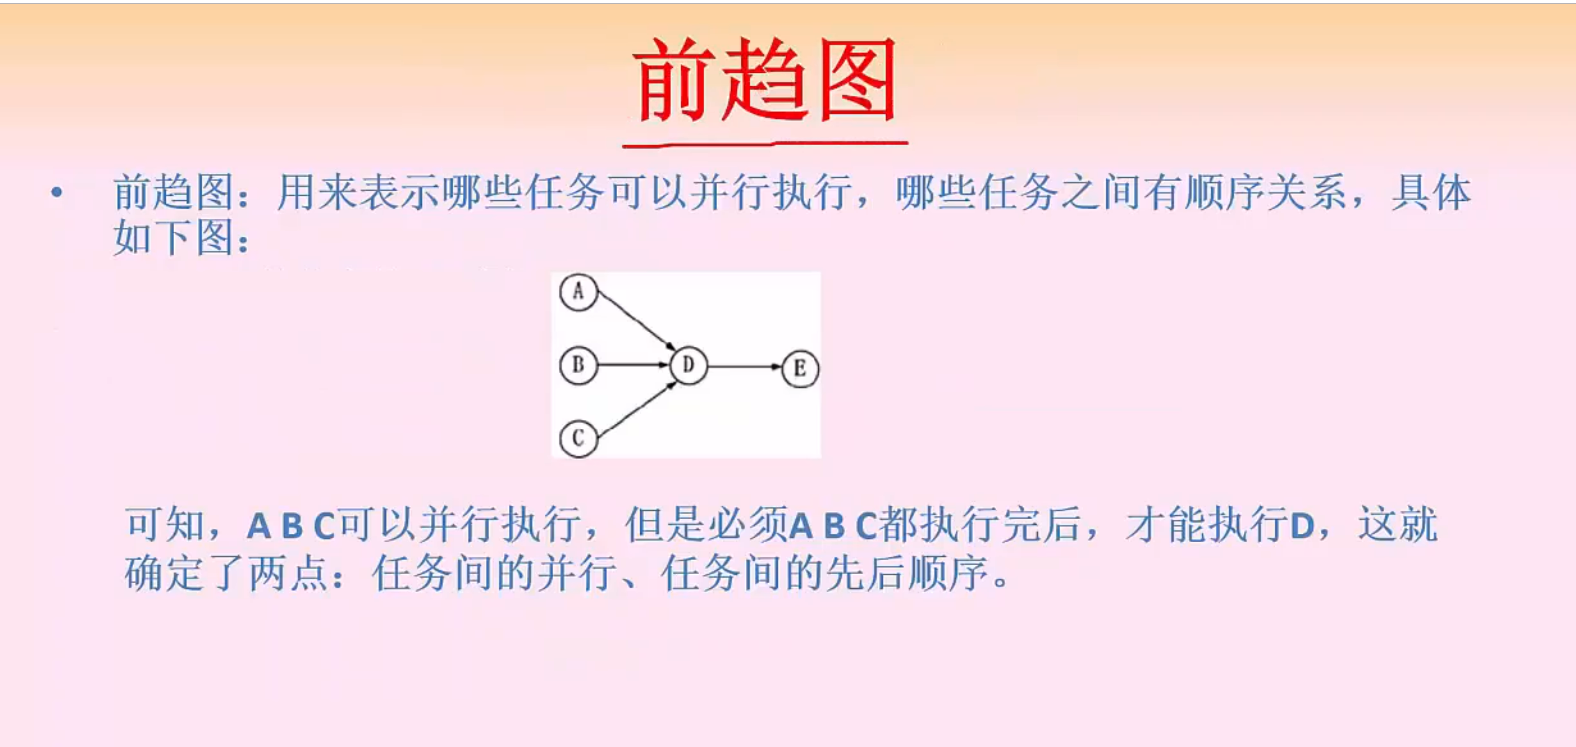 前趋图
• 前趋图：用来表示哪些任务可以并行执行，哪些任务之间有顺序关系，具体
如下图：
A
B
D
E
C
可知，A B C可以并行执行，但是必须A B C都执行完后，才能执行D，这就
确定了两点：任务间的并行、任务间的先后顺序。